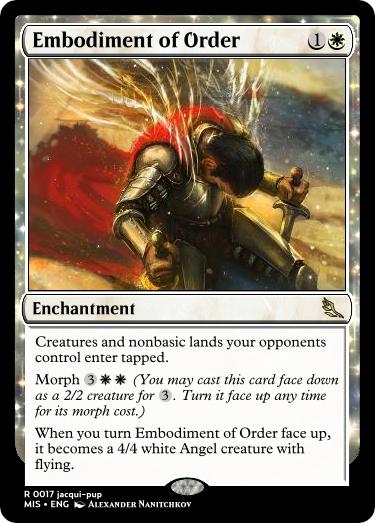 Embodiment of Order 1
Enchantment
Creatures and nonbasic lands your opponents
control enter tapped.
Morph 3 (You may cast this card face down
as a 2/2 creature for 3. Turn it face up any time
for its morph cost.)
When you turn Embodiment of Order face up,
it becomes a 4/4 white Angel creature with
flying.
R 0017 jacqui-pup
MIS • ENG Alexander Nanitchkov